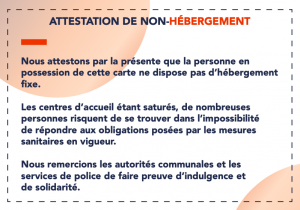 ATTESTATION DE NON-HÉBERGEMENT
Nous attestons par la présente que la personne en
possession de cette carte ne dispose pas d'hébergement
fixe.
Les centres d'accueil étant saturés, de nombreuses
personnes risquent de se trouver dans l'impossibilité
de répondre aux obligations posées par les mesures
sanitaires en vigueur.
Nous remercions les autorités communales et les
services de police de faire preuve d'indulgence et
de solidarité.